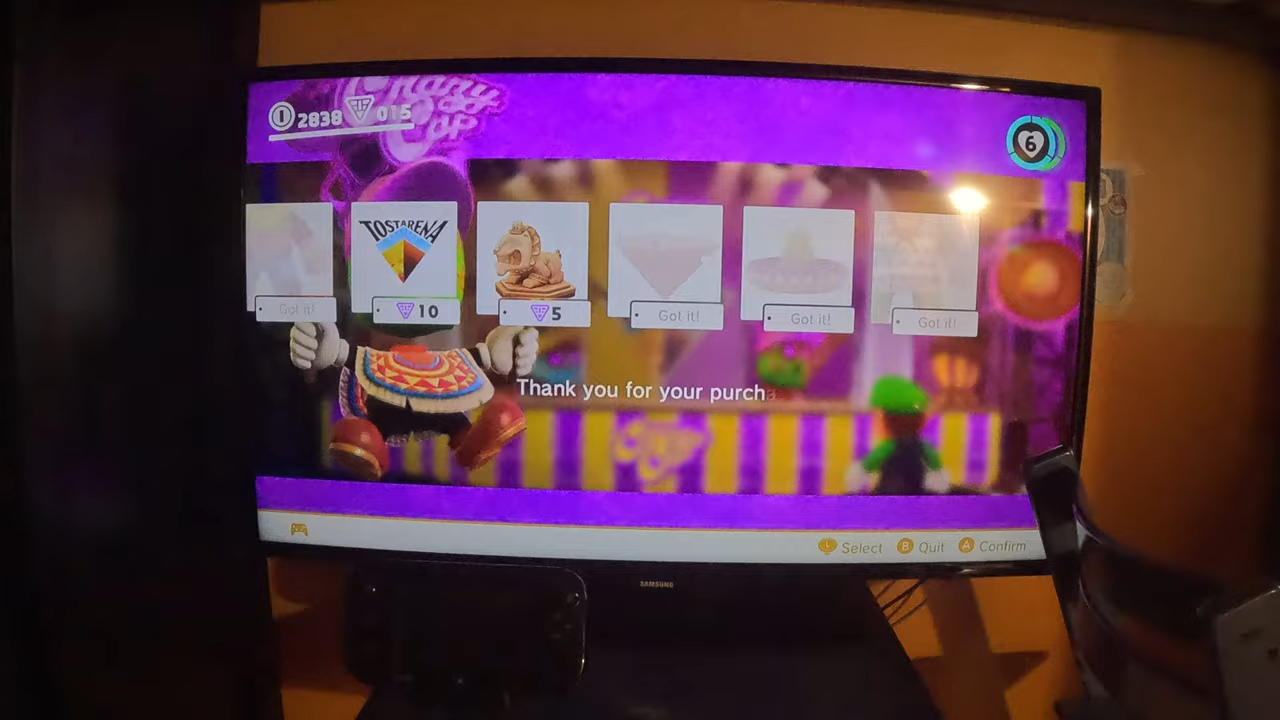 Crazy
Cap
2838 015
6
TOSTARENA
Got it!
10
5
Got it!
Got it!
Got it!
Thank you for your purcha
L Select B Quit A Confirm
SAMSUNG